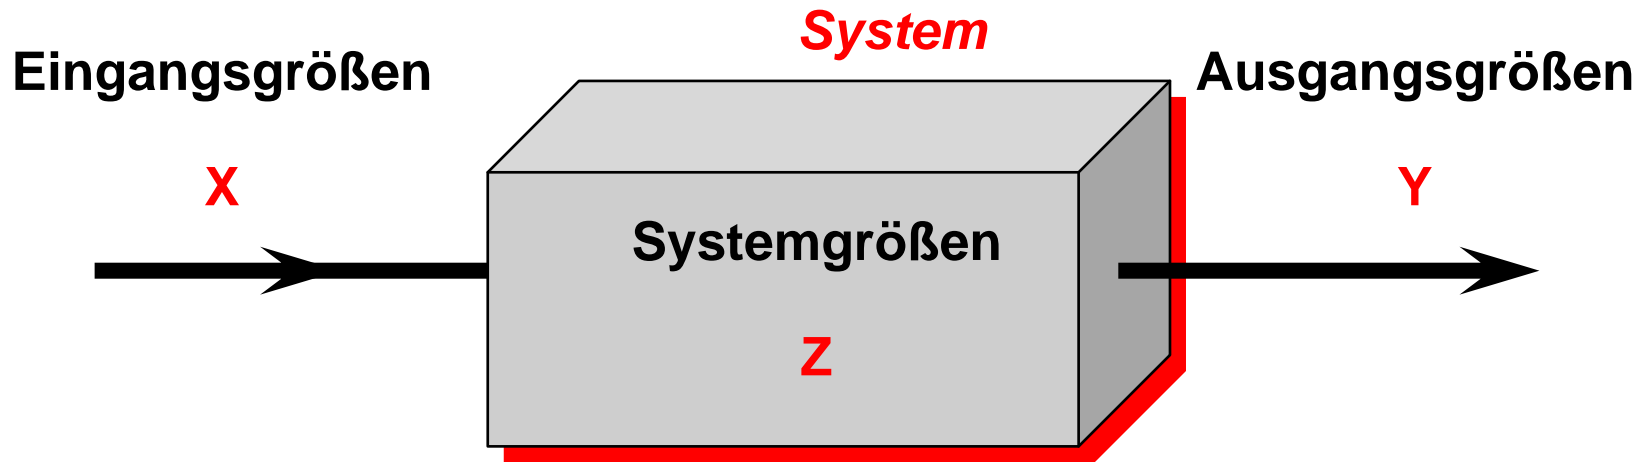 System
Eingangsgrößen
Ausgangsgrößen
X
Y
Systemgrößen
Z